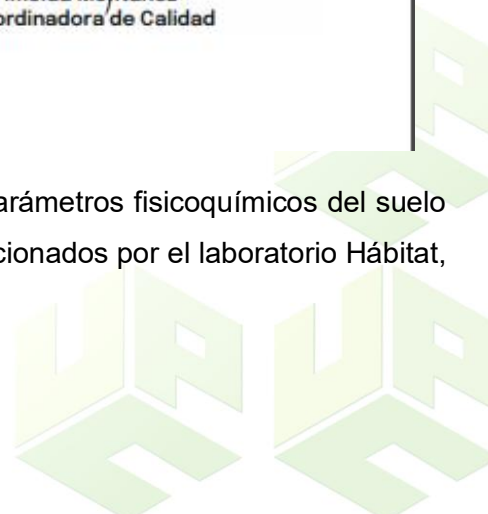 ordinadora de Calidad
arámetros fisicoquímicos del suelo
cionados por el laboratorio Hábitat,